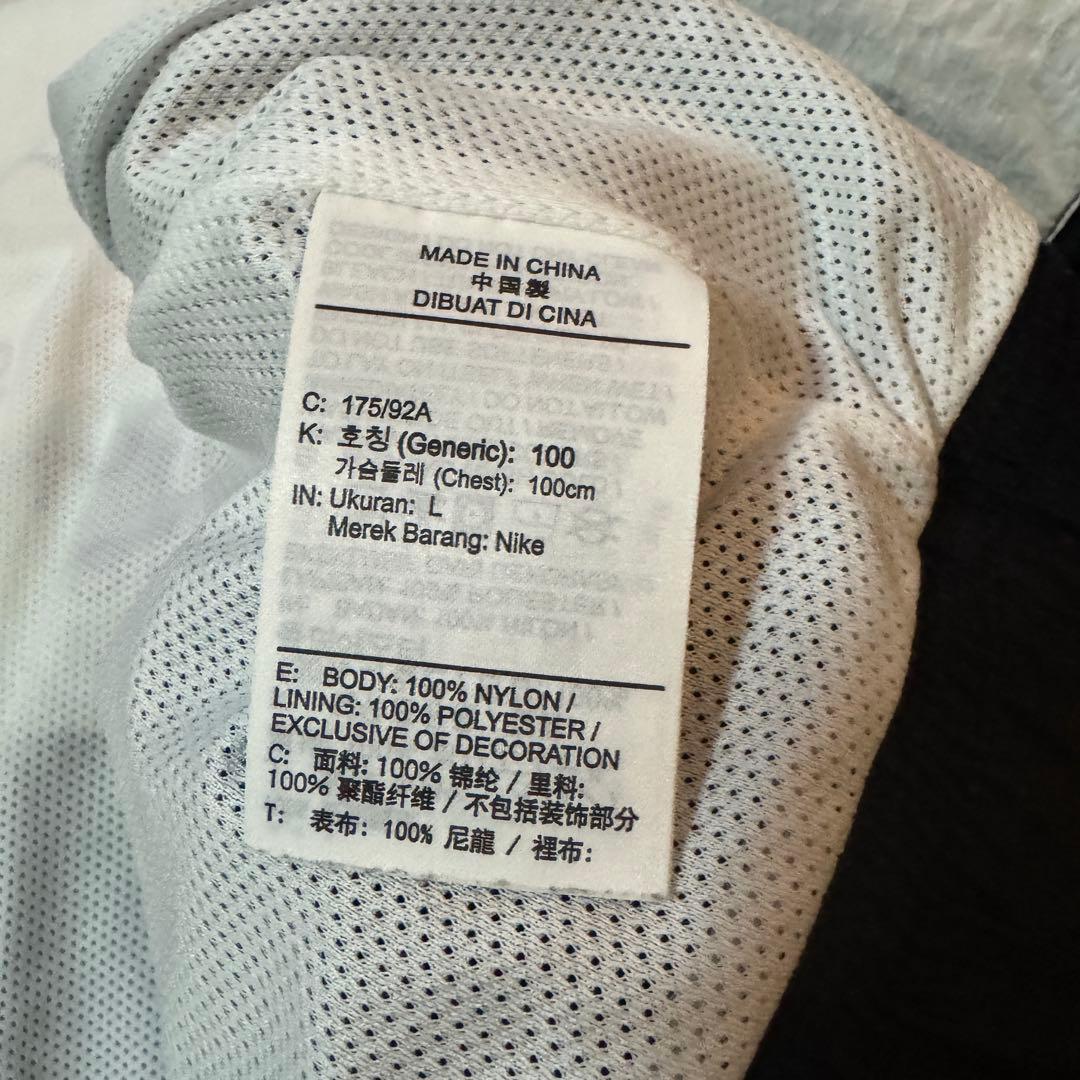 MADE IN CHINA
中国製
DIBUAT DI CINA
C: 175/92A
K: 호칭 (Generic): 100
가슴둘레 (Chest): 100cm
IN: Ukuran: L
Merek Barang: Nike
E: BODY: 100% NYLON /
LINING: 100% POLYESTER /
EXCLUSIVE OF DECORATION
C: 面料: 100% 锦纶 / 里料:
100% 聚酯纤维 / 不包括装饰部分
T: 表布: 100% 尼龍 / 裡布: